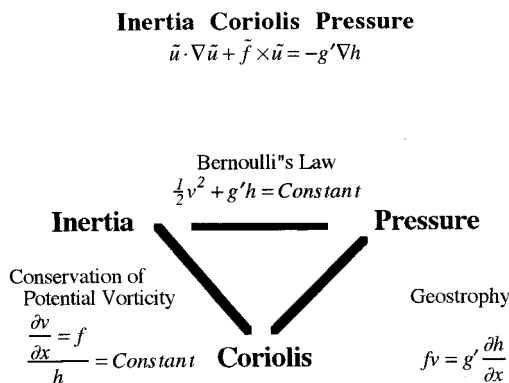 Inertia Coriolis Pressure
ũ·∇ũ + f̃ × ũ = −g′∇h
Bernoulli"s Law
½v² + g′h = Constant
Inertia
Pressure
Conservation of
Potential Vorticity
∂v/∂x = f
h
= Constant
Coriolis
Geostrophy
fv = g′ ∂h/∂x